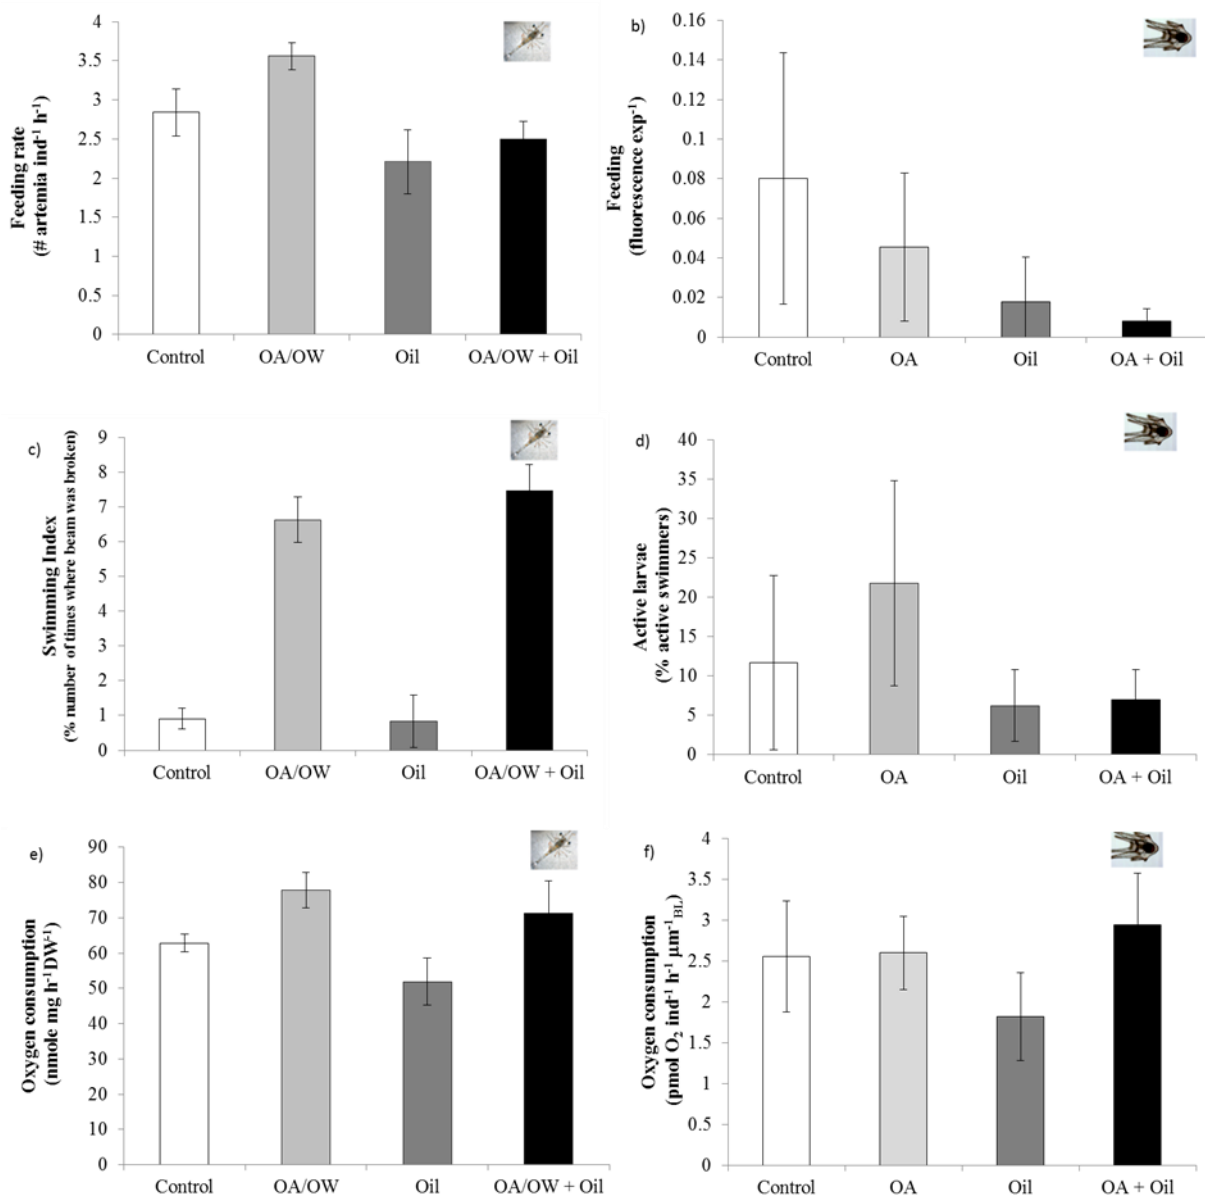 Feeding rate
(# artemia ind-1 h-1)
4
3.5
3
2.5
2
1.5
1
0.5
0
Control OA/OW Oil OA/OW + Oil
b)
Feeding
(fluorescence exp-1)
0.16
0.14
0.12
0.1
0.08
0.06
0.04
0.02
0
Control OA Oil OA + Oil
c)
Swimming Index
(% number of times where beam was broken)
9
8
7
6
5
4
3
2
1
0
Control OA/OW Oil OA/OW + Oil
d)
Active larvae
(% active swimmers)
40
35
30
25
20
15
10
5
0
Control OA Oil OA + Oil
e)
Oxygen consumption
(nmole mg h-1DW-1)
90
80
70
60
50
40
30
20
10
0
Control OA/OW Oil OA/OW + Oil
f)
Oxygen consumption
(pmol O2 ind-1 h-1 μm-1BL)
4
3.5
3
2.5
2
1.5
1
0.5
0
Control OA Oil OA + Oil